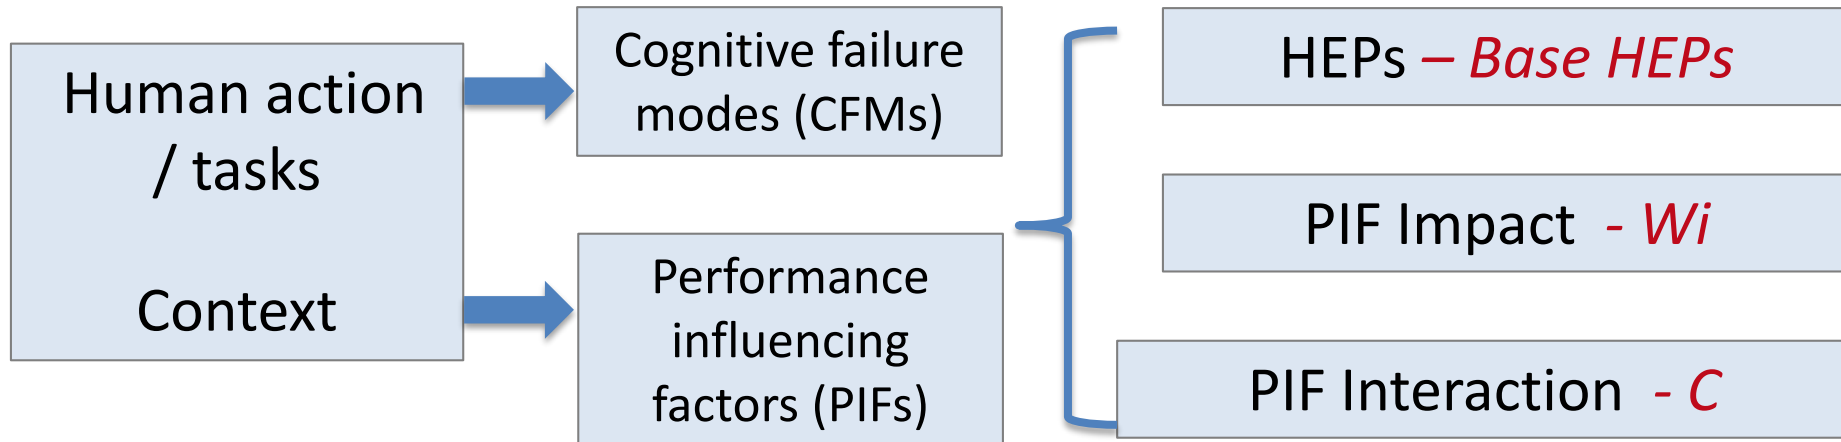 Human action
/ tasks
Context
Cognitive failure
modes (CFMs)
Performance
influencing
factors (PIFs)
HEPs – Base HEPs
PIF Impact - Wi
PIF Interaction - C